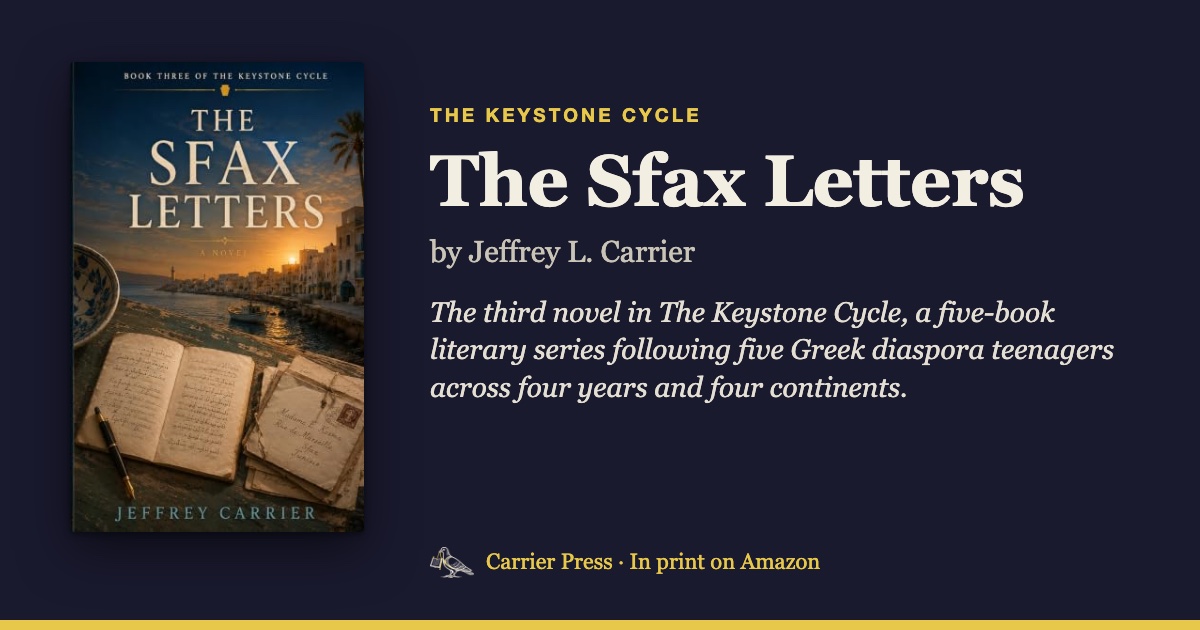 BOOK THREE OF THE KEYSTONE CYCLE
THE
SFAX
LETTERS
A NOVEL
JEFFREY CARRIER
THE KEYSTONE CYCLE
The Sfax Letters
by Jeffrey L. Carrier
The third novel in The Keystone Cycle, a five-book
literary series following five Greek diaspora teenagers
across four years and four continents.
Carrier Press · In print on Amazon